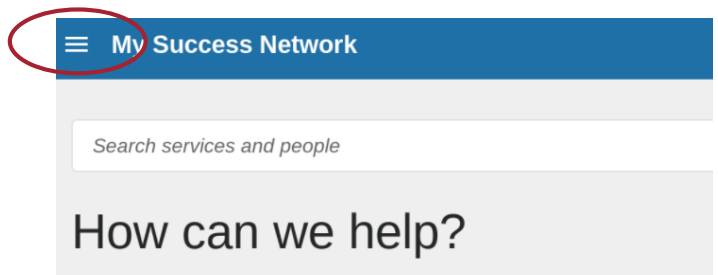 My Success Network
Search services and people
How can we help?